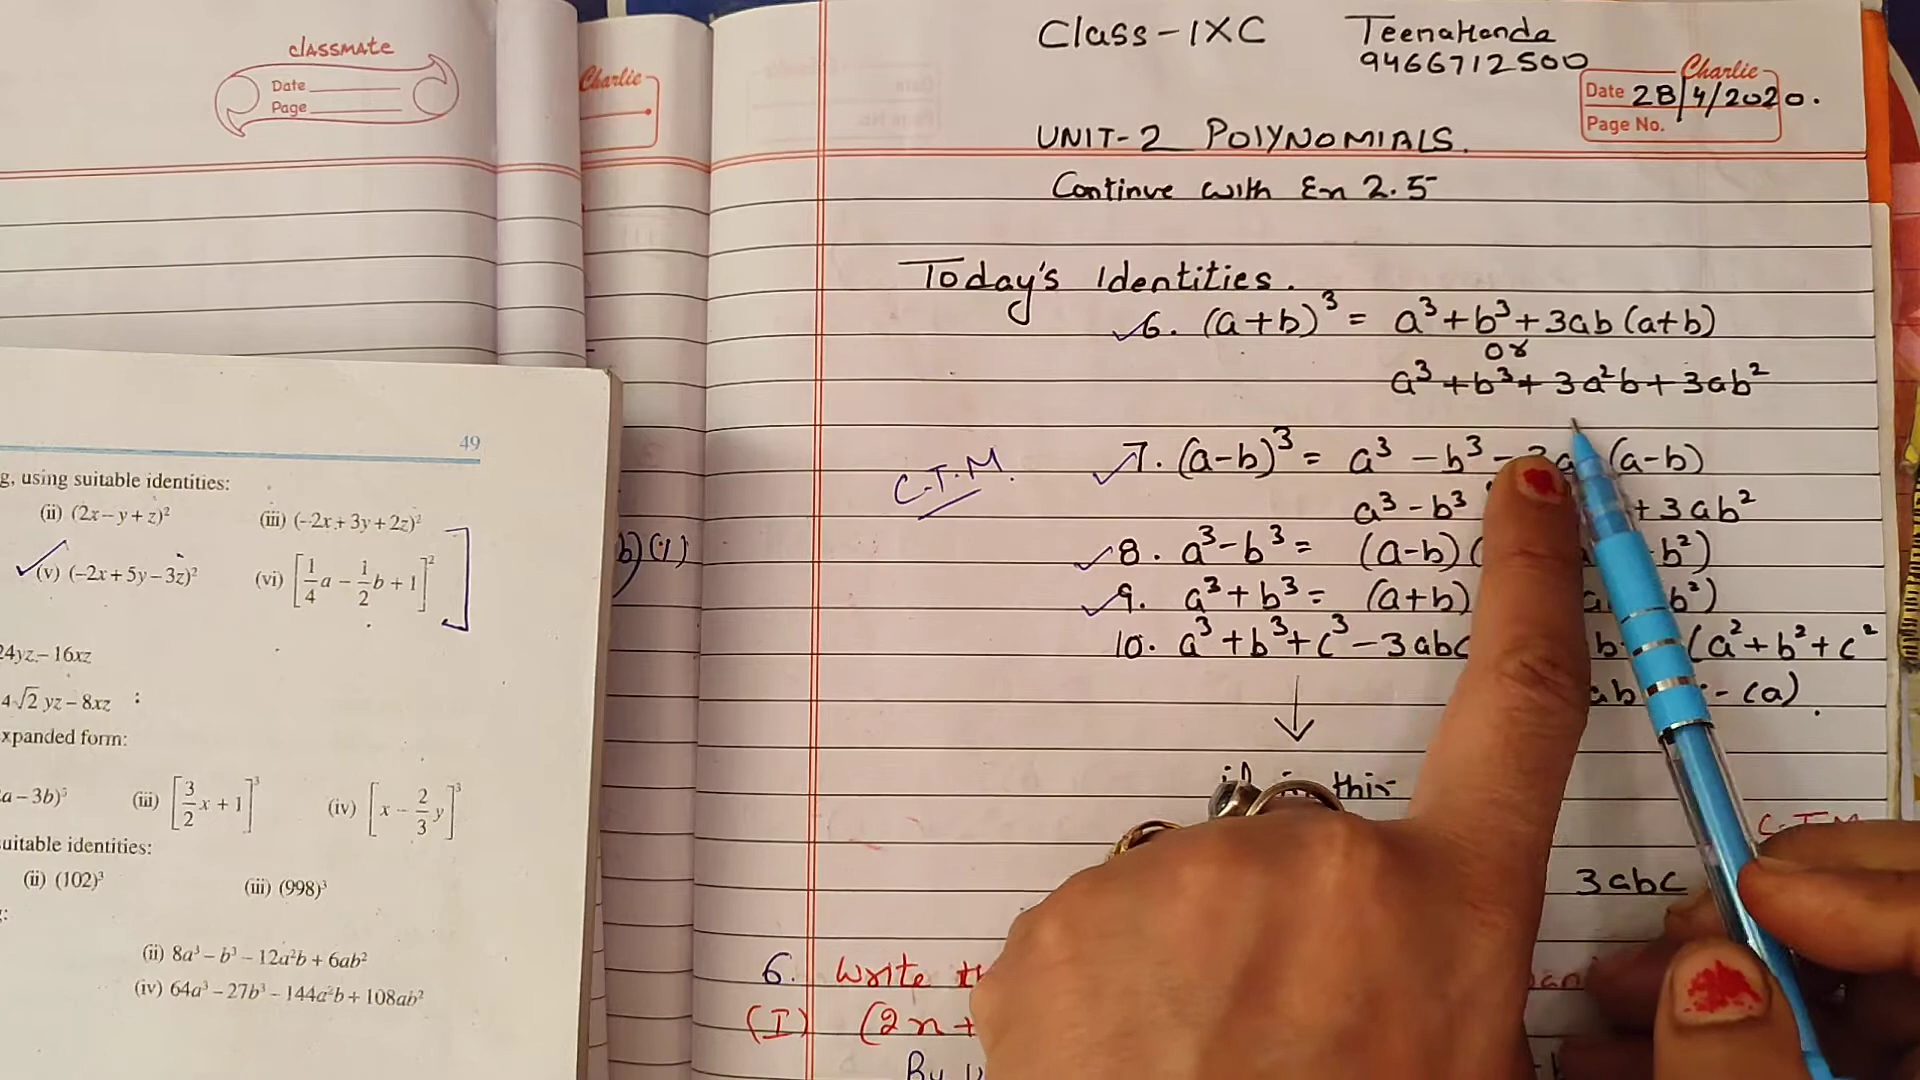 classmate
Date
Page
Charlie
49
g, using suitable identities:
(ii) (2x – y + z)²
(iii) (–2x + 3y + 2z)²
(v) (–2x + 5y – 3z)²
(vi) [1/4 a – 1/2 b + 1]²
24yz – 16xz
4√2 yz – 8xz
xpanded form:
a – 3b)³
(iii) [3/2 x + 1]³
(iv) [x – 2/3 y]³
uitable identities:
(ii) (102)³
(iii) (998)³
(ii) 8a³ – b³ – 12a²b + 6ab²
(iv) 64a³ – 27b³ – 144a²b + 108ab²
b) (1)
Class - IXC
TeenaHanda
9466712500
Charlie
Date 28/4/2020.
Page No.
UNIT-2 POLYNOMIALS.
Continue with Ex 2.5
Today's Identities.
6. (a+b)³ = a³+b³+3ab(a+b)
or
a³+b³+3a²b+3ab²
C.T.M.
7. (a-b)³ = a³ - b³ - 3a (a-b)
a³ - b³ + 3ab²
8. a³-b³ = (a-b)( b²)
9. a³+b³ = (a+b) b²)
10. a³+b³+c³-3abc b (a²+b²+c²
ab - (a).
C.T.M
3abc
6. Write
(I) (2x+
By